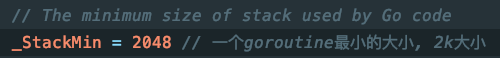 // The minimum size of stack used by Go code
_StackMin = 2048 // 一个goroutine最小的大小, 2k大小